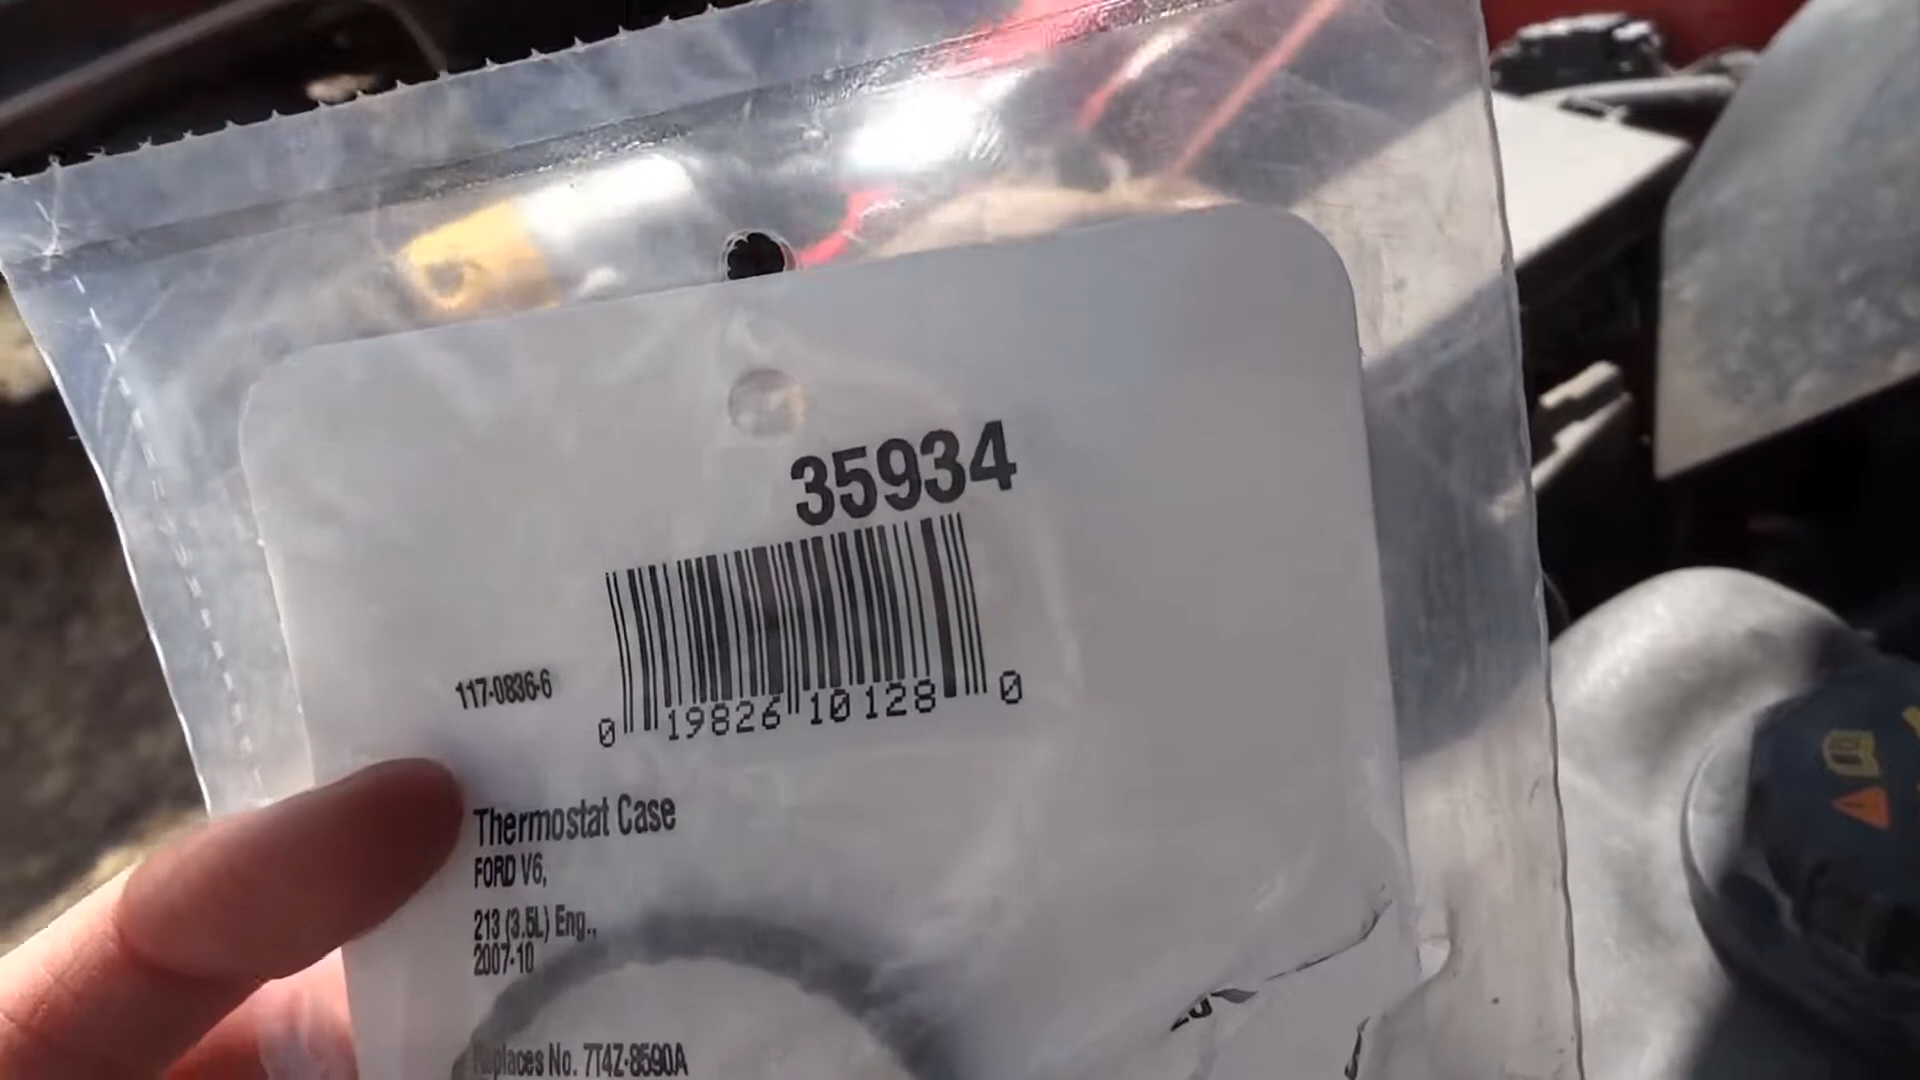 35934
117-0836-6
0 19826 10128 0
Thermostat Case
FORD V6,
213 (3.5L) Eng.,
2007-10
Replaces No. 7T4Z-8590A